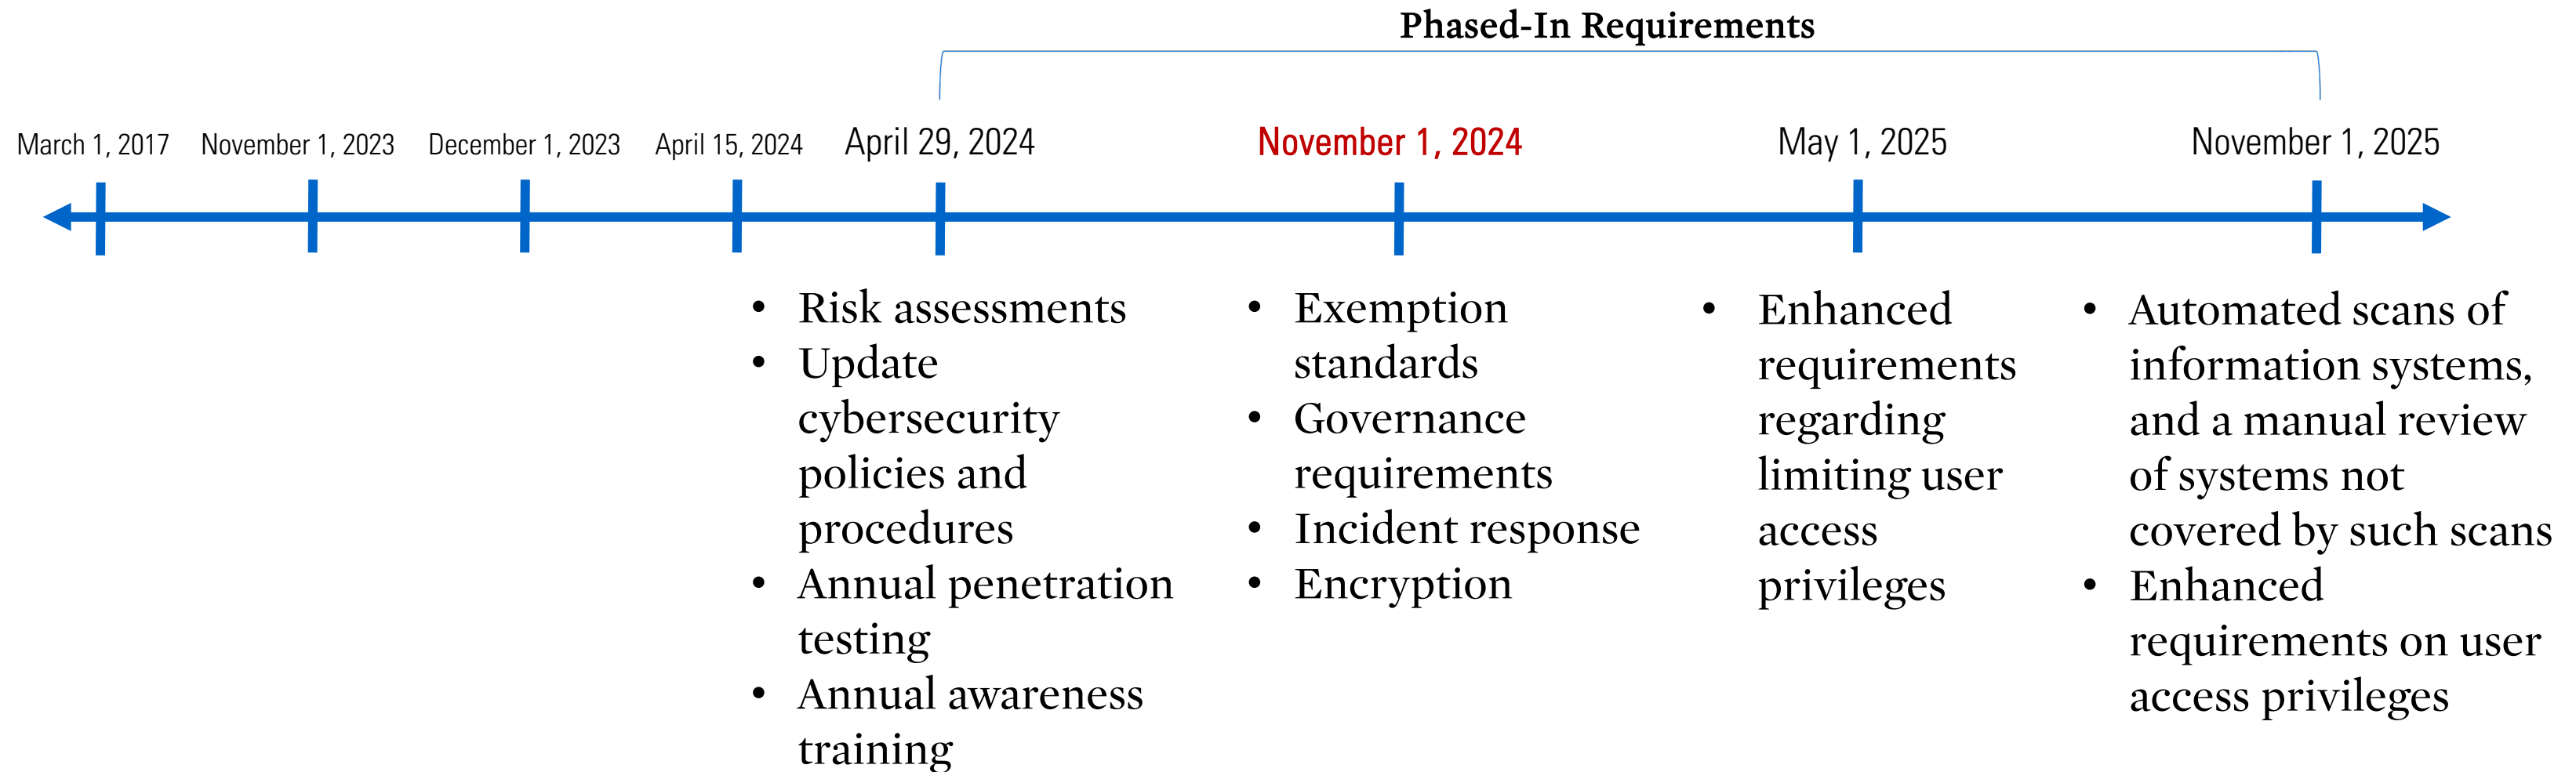 Phased-In Requirements
March 1, 2017
November 1, 2023
December 1, 2023
April 15, 2024
April 29, 2024
November 1, 2024
May 1, 2025
November 1, 2025
• Risk assessments
• Update
cybersecurity
policies and
procedures
• Annual penetration
testing
• Annual awareness
training
• Exemption
standards
• Governance
requirements
• Incident response
• Encryption
• Enhanced
requirements
regarding
limiting user
access
privileges
• Automated scans of
information systems,
and a manual review
of systems not
covered by such scans
• Enhanced
requirements on user
access privileges